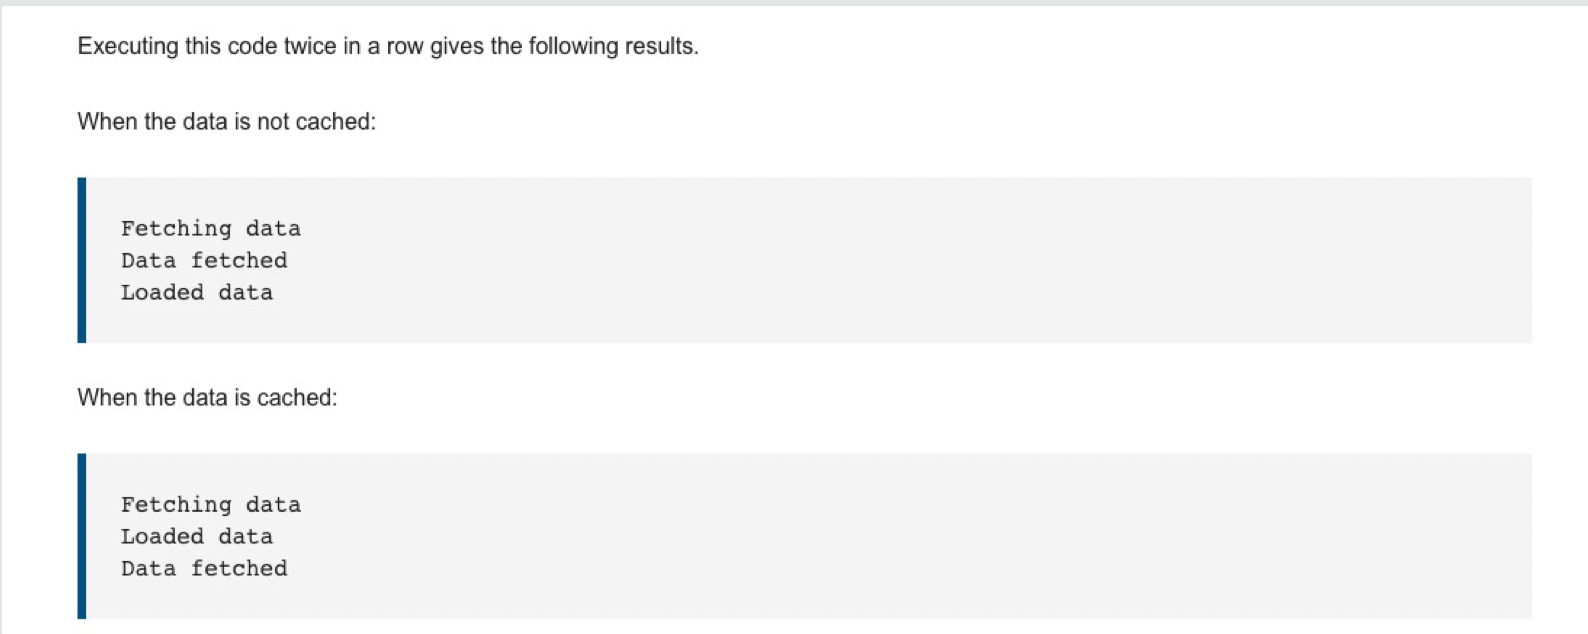 Executing this code twice in a row gives the following results.
When the data is not cached:
Fetching data
Data fetched
Loaded data
When the data is cached:
Fetching data
Loaded data
Data fetched